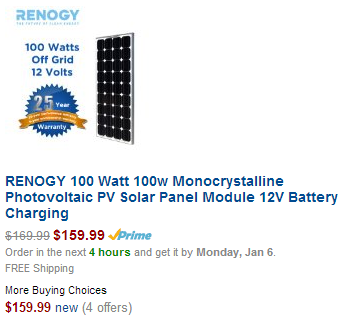 RENOGY
THE FUTURE OF CLEAN ENERGY
100 Watts
Off Grid
12 Volts
25 Year
Warranty
RENOGY 100 Watt 100w Monocrystalline
Photovoltaic PV Solar Panel Module 12V Battery
Charging
$169.99 $159.99 Prime
Order in the next 4 hours and get it by Monday, Jan 6.
FREE Shipping
More Buying Choices
$159.99 new (4 offers)